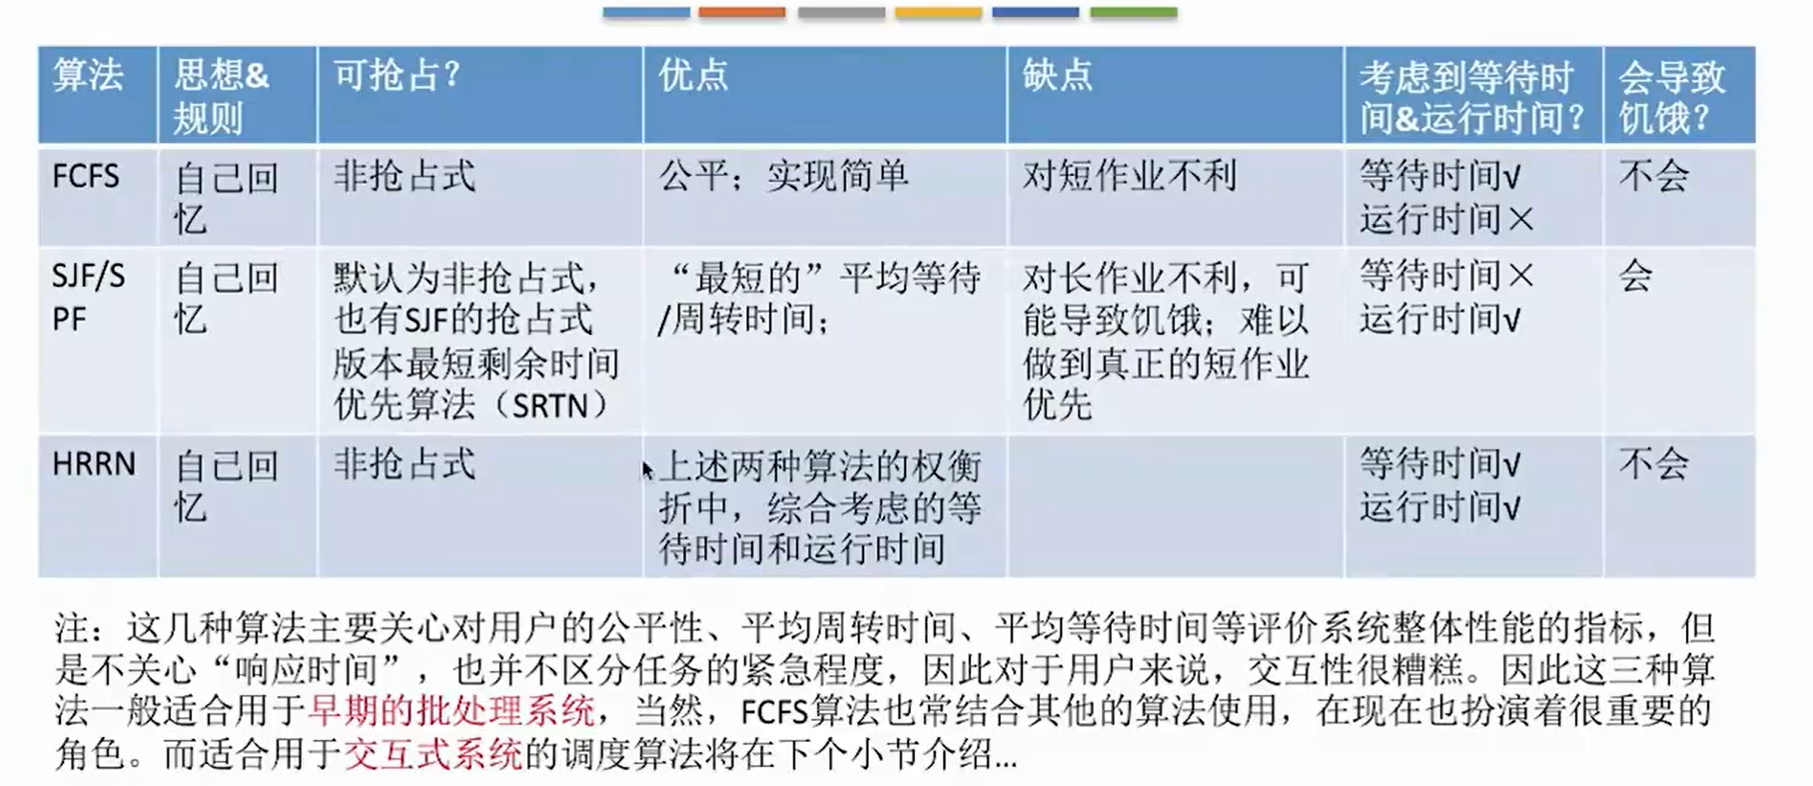 算法
思想&
规则
可抢占？
优点
缺点
考虑到等待时
间&运行时间？
会导致
饥饿？
FCFS
自己回
忆
非抢占式
公平；实现简单
对短作业不利
等待时间√
运行时间×
不会
SJF/S
PF
自己回
忆
默认为非抢占式，
也有SJF的抢占式
版本最短剩余时间
优先算法（SRTN）
“最短的”平均等待
/周转时间；
对长作业不利，可
能导致饥饿；难以
做到真正的短作业
优先
等待时间×
运行时间√
会
HRRN
自己回
忆
非抢占式
上述两种算法的权衡
折中，综合考虑的等
待时间和运行时间
等待时间√
运行时间√
不会
注：这几种算法主要关心对用户的公平性、平均周转时间、平均等待时间等评价系统整体性能的指标，但
是不关心“响应时间”，也并不区分任务的紧急程度，因此对于用户来说，交互性很糟糕。因此这三种算
法一般适合用于早期的批处理系统，当然，FCFS算法也常结合其他的算法使用，在现在也扮演着很重要的
角色。而适合用于交互式系统的调度算法将在下个小节介绍...